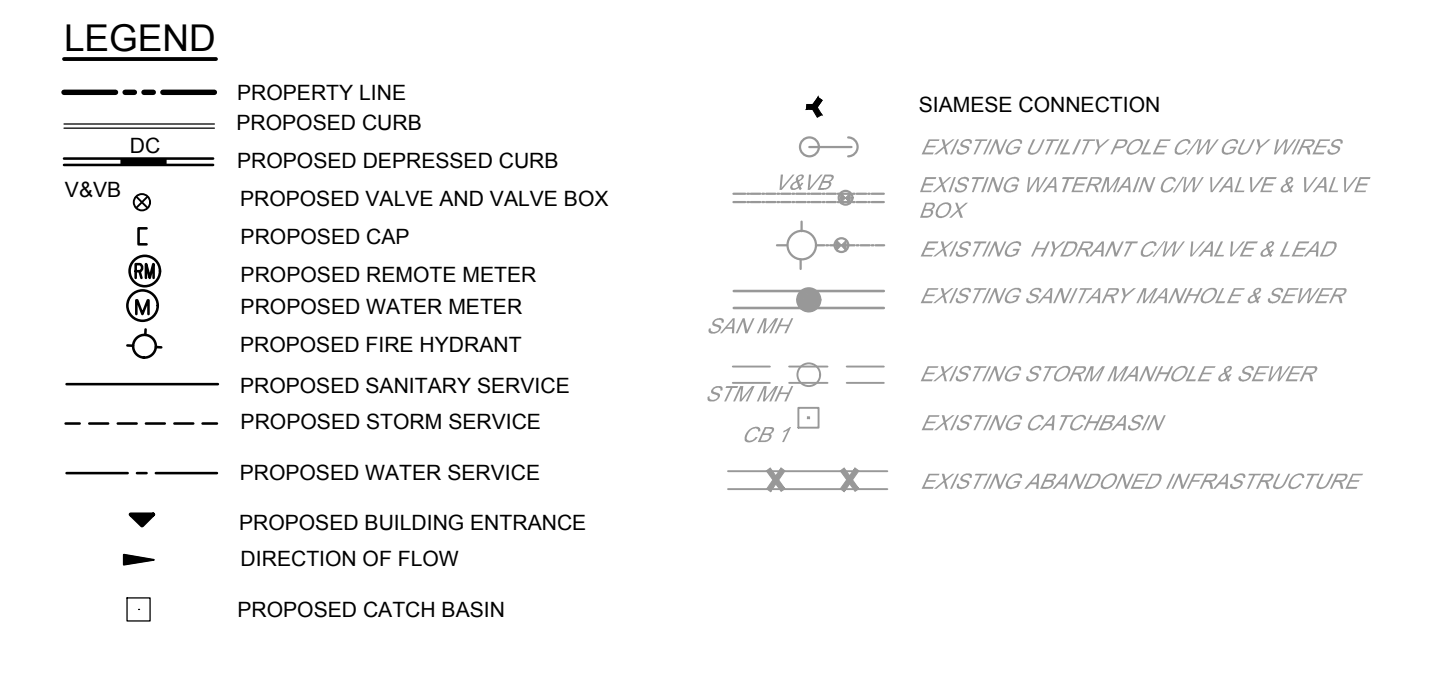 LEGEND
PROPERTY LINE
PROPOSED CURB
DC
PROPOSED DEPRESSED CURB
V&VB
PROPOSED VALVE AND VALVE BOX
PROPOSED CAP
RM
PROPOSED REMOTE METER
M
PROPOSED WATER METER
PROPOSED FIRE HYDRANT
PROPOSED SANITARY SERVICE
PROPOSED STORM SERVICE
PROPOSED WATER SERVICE
PROPOSED BUILDING ENTRANCE
DIRECTION OF FLOW
PROPOSED CATCH BASIN
SIAMESE CONNECTION
EXISTING UTILITY POLE C/W GUY WIRES
V&VB
EXISTING WATERMAIN C/W VALVE & VALVE
BOX
EXISTING HYDRANT C/W VALVE & LEAD
EXISTING SANITARY MANHOLE & SEWER
SAN MH
EXISTING STORM MANHOLE & SEWER
STM MH
CB 1
EXISTING CATCHBASIN
EXISTING ABANDONED INFRASTRUCTURE